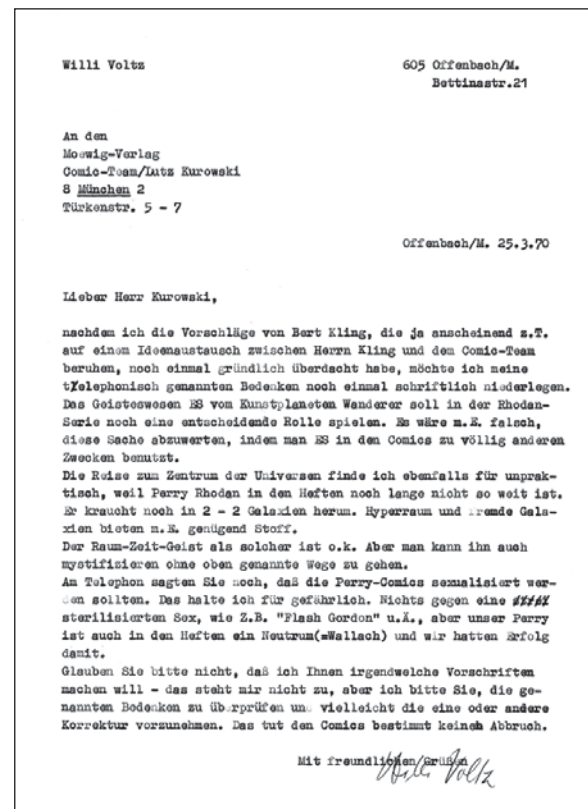 Willi Voltz 605 Offenbach/M.
Bettinastr.21
An den
Moewig-Verlag
Comic-Team/Lutz Kurowski
8 München 2
Türkenstr. 5 - 7
Offenbach/M. 25.3.70
Lieber Herr Kurowski,
nachdem ich die Vorschläge von Bert Kling, die ja anscheinend z.T.
auf einem Ideenaustausch zwischen Herrn Kling und dem Comic-Team
beruhen, noch einmal gründlich überdacht habe, möchte ich meine
telephonisch genannten Bedenken noch einmal schriftlich niederlegen.
Das Geisteswesen ES vom Kunstplaneten Wanderer soll in der Rhodan-
Serie noch eine entscheidende Rolle spielen. Es wäre m.E. falsch,
diese Sache abzuwerten, indem man ES in den Comics zu völlig anderen
Zwecken benutzt.
Die Reise zum Zentrum der Universen finde ich ebenfalls für unprak-
tisch, weil Perry Rhodan in den Heften noch lange nicht so weit ist.
Er kraucht noch in 2 - 2 Galaxien herum. Hyperraum und fremde Gala-
xien bieten m.E. genügend Stoff.
Der Raum-Zeit-Geist als solcher ist o.k. Aber man kann ihn auch
mystifizieren ohne oben genannte Wege zu gehen.
Am Telephon sagten Sie noch, daß die Perry-Comics sexualisiert wer-
den sollten. Das halte ich für gefährlich. Nichts gegen eine
sterilisierten Sex, wie Z.B. "Flash Gordon" u.Ä., aber unser Perry
ist auch in den Heften ein Neutrum(=Wallach) und wir hatten Erfolg
damit.
Glauben Sie bitte nicht, daß ich Ihnen irgendwelche Vorschriften
machen will - das steht mir nicht zu, aber ich bitte Sie, die ge-
nannten Bedenken zu überprüfen und vielleicht die eine oder andere
Korrektur vorzunehmen. Das tut den Comics bestimmt keinen Abbruch.
Mit freundlichen Grüßen
Willi Voltz